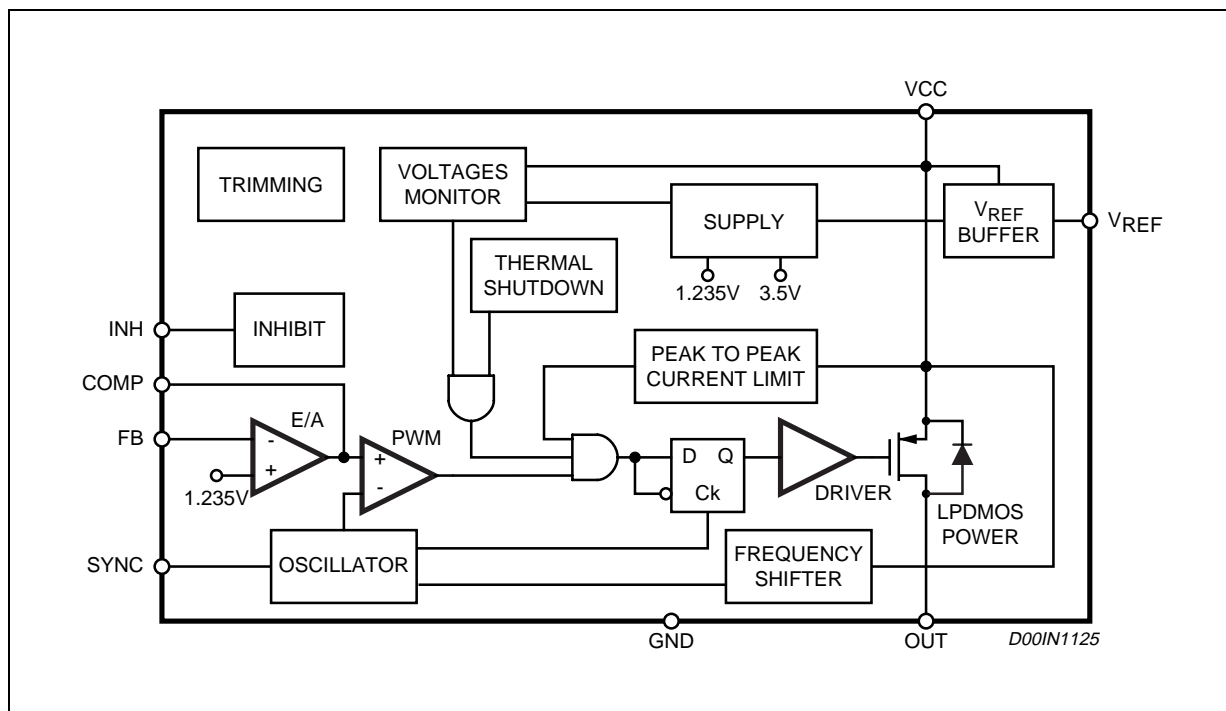 VCC
TRIMMING
VOLTAGES
MONITOR
SUPPLY
VREF
BUFFER
VREF
THERMAL
SHUTDOWN
1.235V
3.5V
INH
INHIBIT
PEAK TO PEAK
CURRENT LIMIT
COMP
E/A
FB
-
+
PWM
+
-
1.235V
D
Q
Ck
DRIVER
LPDMOS
POWER
SYNC
OSCILLATOR
FREQUENCY
SHIFTER
GND
OUT
D00IN1125